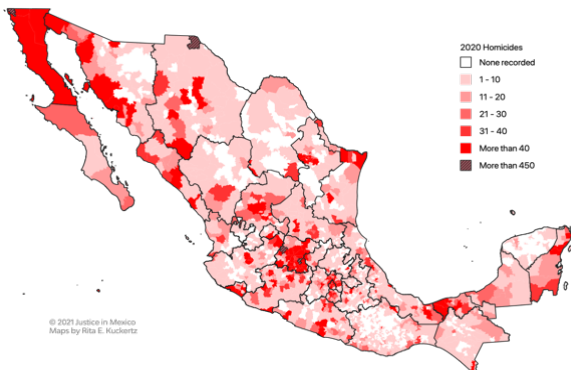 2020 Homicides
None recorded
1 - 10
11 - 20
21 - 30
31 - 40
More than 40
More than 450
© 2021 Justice in Mexico
Maps by Rita E. Kuckertz